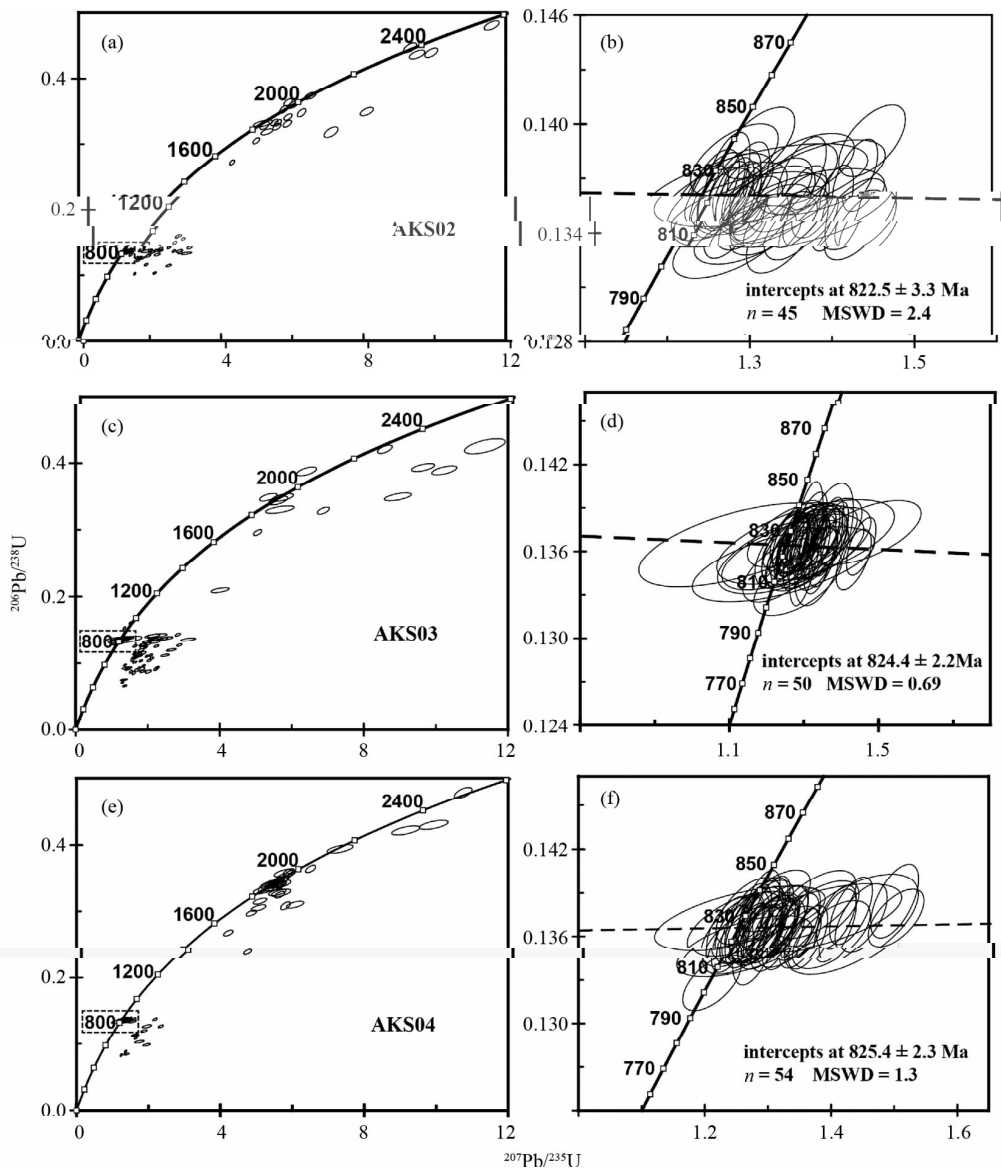 (a)
2400
0.4
2000
1600
1200
0.2
AKS02
800
0 4 8 12
(b)
0.146
870
850
0.140
830
0.134
810
790
intercepts at 822.5 ± 3.3 Ma
n = 45 MSWD = 2.4
0.128
1.3 1.5
(c)
2400
0.4
2000
1600
1200
0.2
AKS03
800
0.0
0 4 8 12
(d)
870
0.142
850
830
0.136
810
0.130
790
intercepts at 824.4 ± 2.2Ma
n = 50 MSWD = 0.69
770
0.124
1.1 1.5
(e)
2400
0.4
2000
1600
1200
0.2
AKS04
800
0.0
0 4 8 12
(f)
870
0.142
850
830
0.136
810
790
0.130
intercepts at 825.4 ± 2.3 Ma
n = 54 MSWD = 1.3
770
1.2 1.4 1.6
206Pb/238U
207Pb/235U